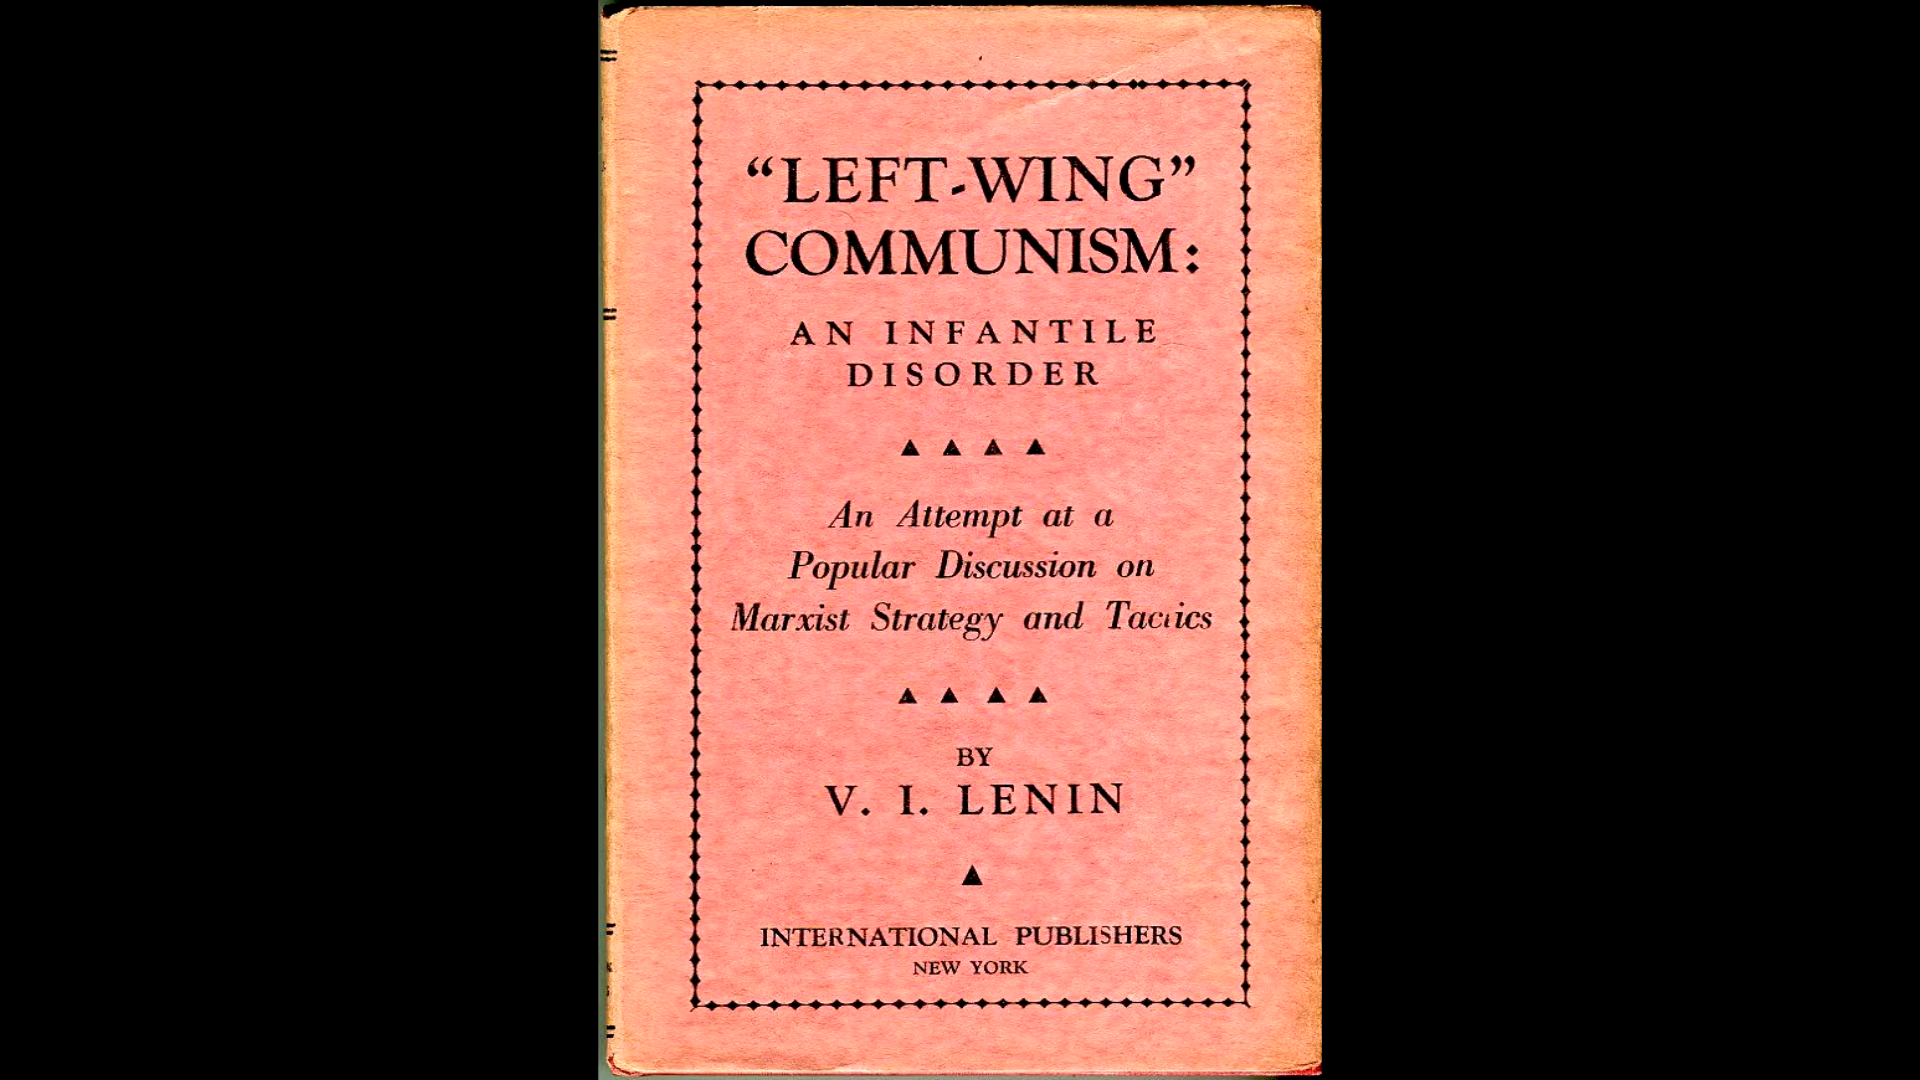 “LEFT-WING”
COMMUNISM:
AN INFANTILE
DISORDER
An Attempt at a
Popular Discussion on
Marxist Strategy and Tactics
BY
V. I. LENIN
INTERNATIONAL PUBLISHERS
NEW YORK